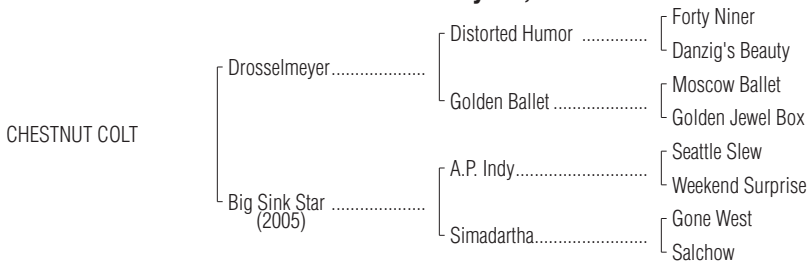 Forty Niner
Distorted Humor ..............
Danzig's Beauty
Drosselmeyer.....................
Moscow Ballet
Golden Ballet .....................
Golden Jewel Box
CHESTNUT COLT
Seattle Slew
A.P. Indy.............................
Weekend Surprise
Big Sink Star .....................
(2005)
Gone West
Simadartha.........................
Salchow